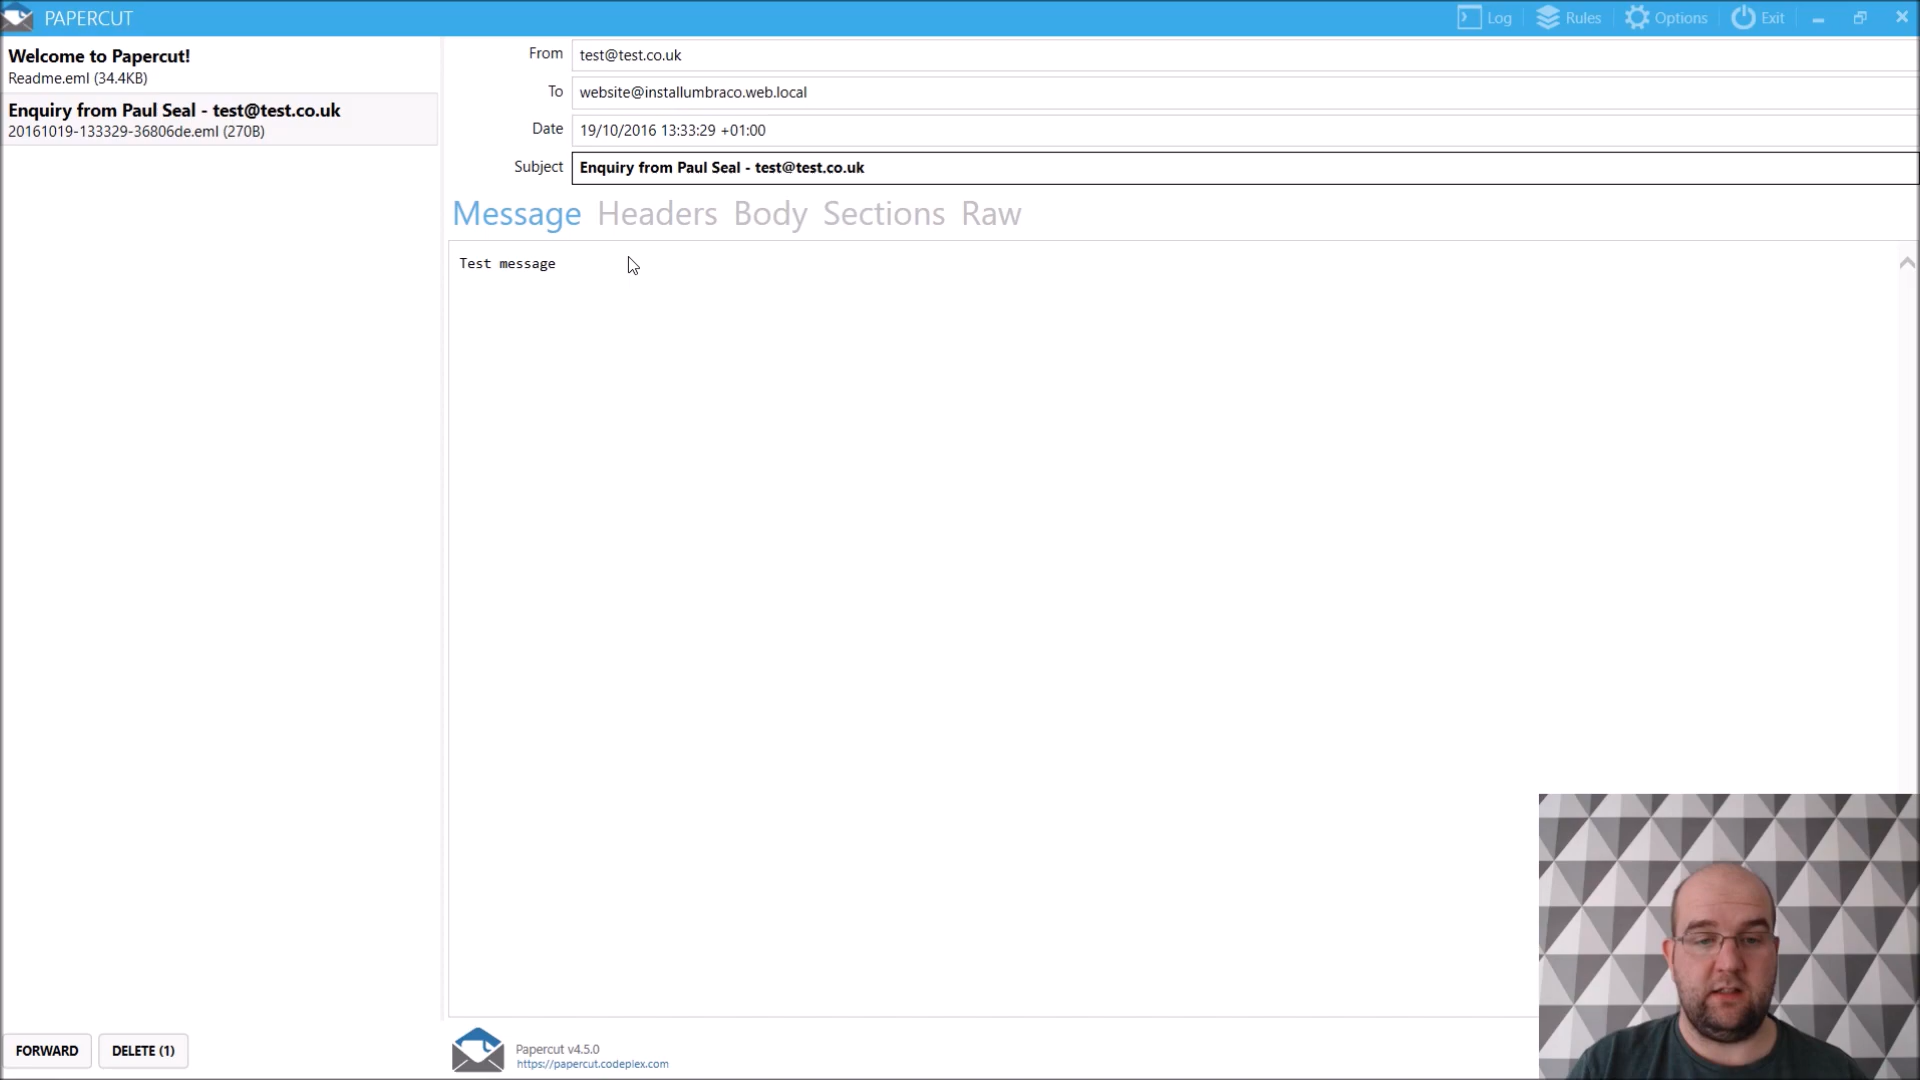 PAPERCUT
Log
Rules
Options
Exit
Welcome to Papercut!
Readme.eml (34.4KB)
Enquiry from Paul Seal - test@test.co.uk
20161019-133329-36806de.eml (270B)
From test@test.co.uk
To website@installumbraco.web.local
Date 19/10/2016 13:33:29 +01:00
Subject Enquiry from Paul Seal - test@test.co.uk
Message Headers Body Sections Raw
Test message
FORWARD
DELETE (1)
Papercut v4.5.0
https://papercut.codeplex.com